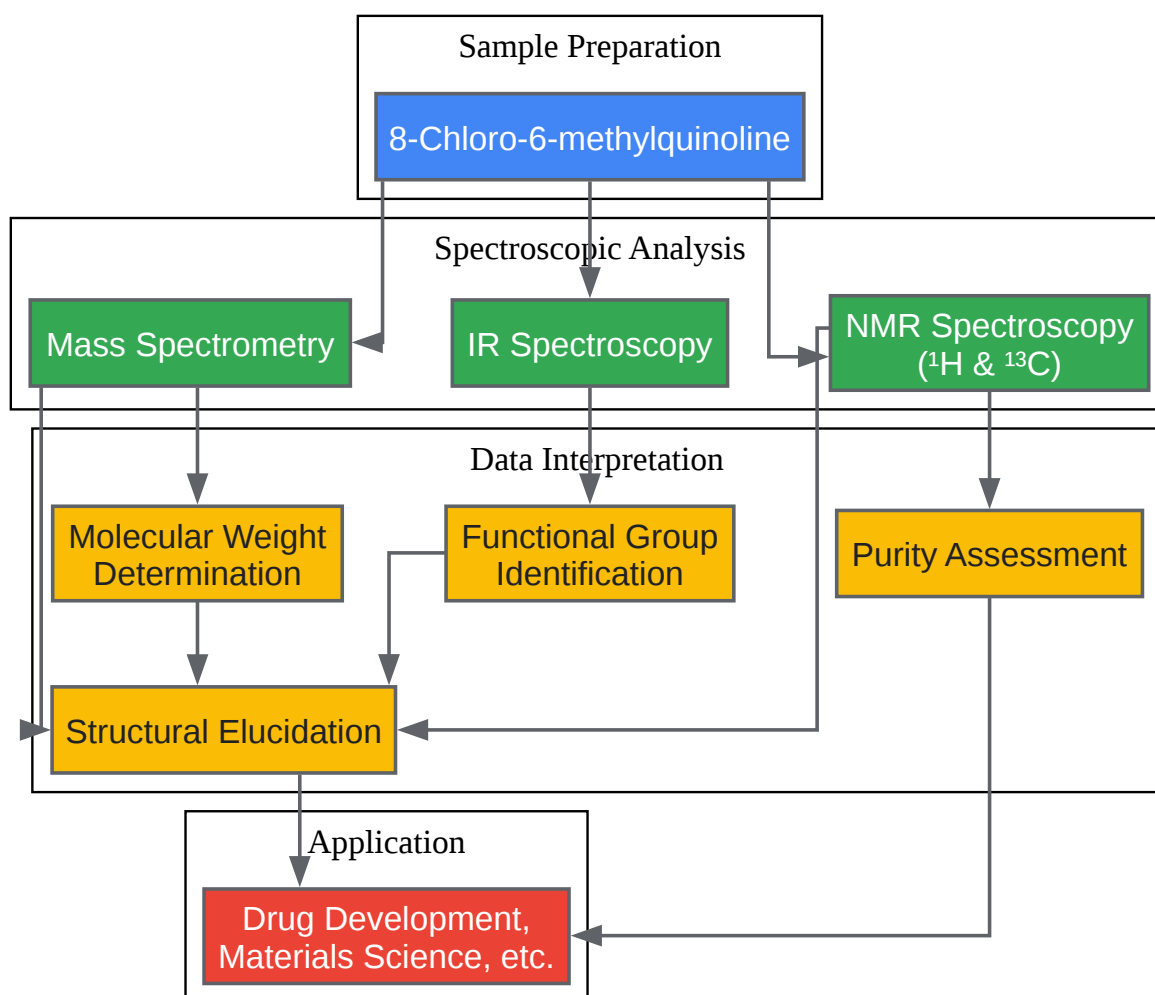 Sample Preparation
8-Chloro-6-methylquinoline
Spectroscopic Analysis
Mass Spectrometry
IR Spectroscopy
NMR Spectroscopy
(¹H & ¹³C)
Data Interpretation
Molecular Weight
Determination
Functional Group
Identification
Purity Assessment
Structural Elucidation
Application
Drug Development,
Materials Science, etc.